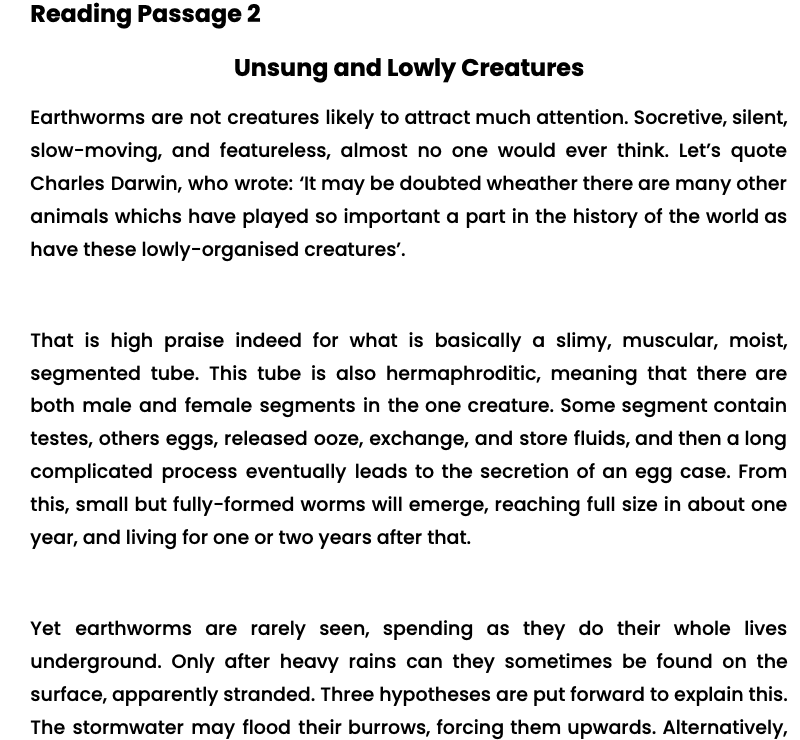 Reading Passage 2
Unsung and Lowly Creatures
Earthworms are not creatures likely to attract much attention. Socretive, silent,
slow-moving, and featureless, almost no one would ever think. Let’s quote
Charles Darwin, who wrote: ‘It may be doubted wheather there are many other
animals whichs have played so important a part in the history of the world as
have these lowly-organised creatures’.
That is high praise indeed for what is basically a slimy, muscular, moist,
segmented tube. This tube is also hermaphroditic, meaning that there are
both male and female segments in the one creature. Some segment contain
testes, others eggs, released ooze, exchange, and store fluids, and then a long
complicated process eventually leads to the secretion of an egg case. From
this, small but fully-formed worms will emerge, reaching full size in about one
year, and living for one or two years after that.
Yet earthworms are rarely seen, spending as they do their whole lives
underground. Only after heavy rains can they sometimes be found on the
surface, apparently stranded. Three hypotheses are put forward to explain this.
The stormwater may flood their burrows, forcing them upwards. Alternatively,